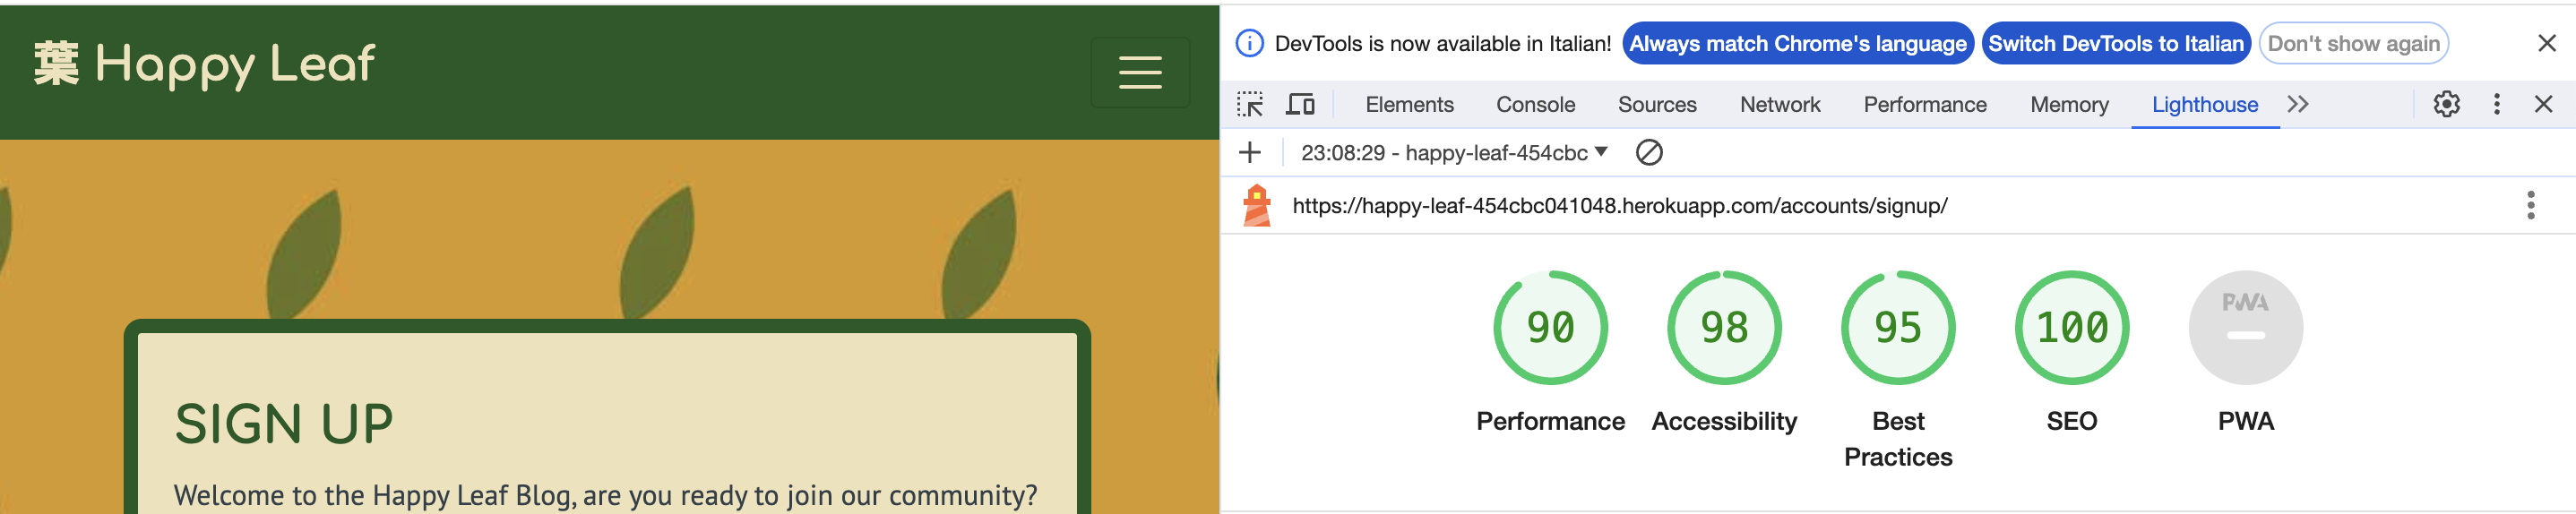 葉 Happy Leaf
SIGN UP
Welcome to the Happy Leaf Blog, are you ready to join our community?
DevTools is now available in Italian! Always match Chrome's language Switch DevTools to Italian Don't show again
Elements Console Sources Network Performance Memory Lighthouse
23:08:29 - happy-leaf-454cbc
https://happy-leaf-454cbc041048.herokuapp.com/accounts/signup/
90 98 95 100 PWA
Performance Accessibility Best Practices SEO PWA